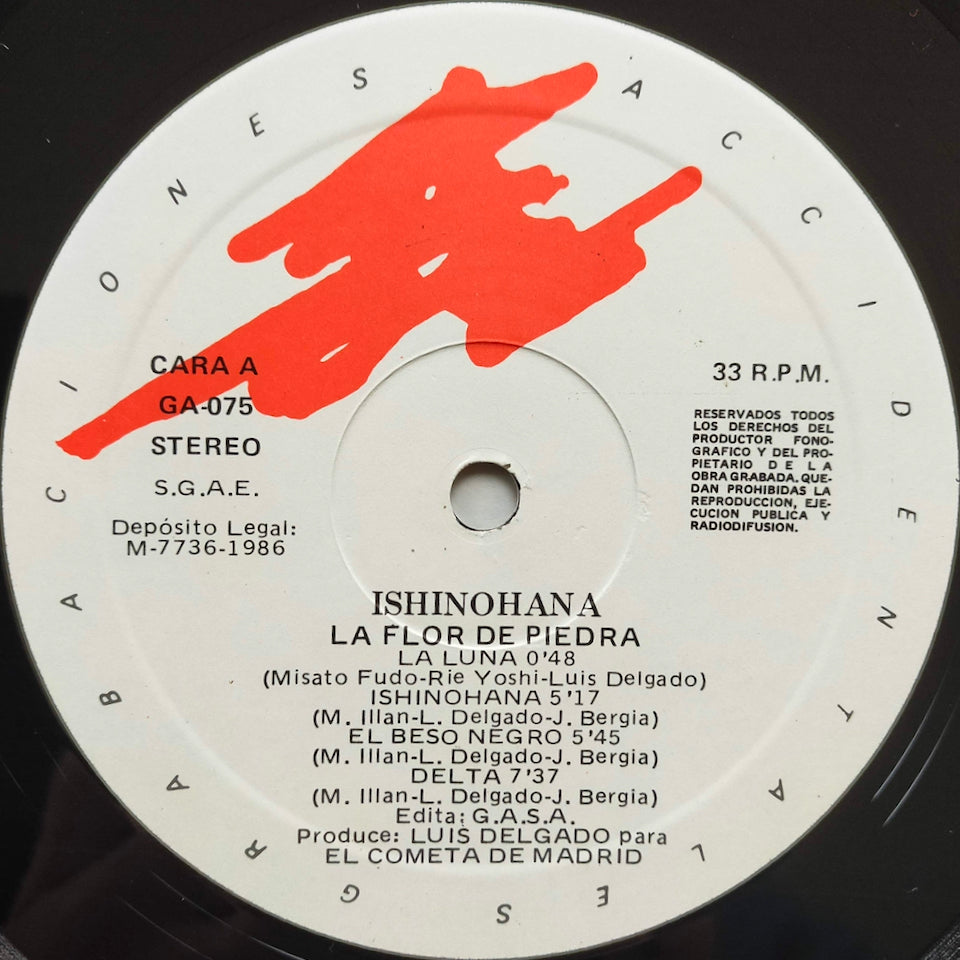 GRABACIONES ACCIDENTALES
CARA A
GA-075
STEREO
S.G.A.E.
Depósito Legal:
M-7736-1986
33 R.P.M.
RESERVADOS TODOS
LOS DERECHOS DEL
PRODUCTOR FONO-
GRAFICO Y DEL PRO-
PIETARIO DE LA
OBRA GRABADA. QUE-
DAN PROHIBIDAS LA
REPRODUCCION, EJE-
CUCION PUBLICA Y
RADIODIFUSION.
ISHINOHANA
LA FLOR DE PIEDRA
LA LUNA 0'48
(Misato Fudo-Rie Yoshi-Luis Delgado)
ISHINOHANA 5'17
(M. Illan-L. Delgado-J. Bergia)
EL BESO NEGRO 5'45
(M. Illan-L. Delgado-J. Bergia)
DELTA 7'37
(M. Illan-L. Delgado-J. Bergia)
Edita: G.A.S.A.
Produce: LUIS DELGADO para
EL COMETA DE MADRID